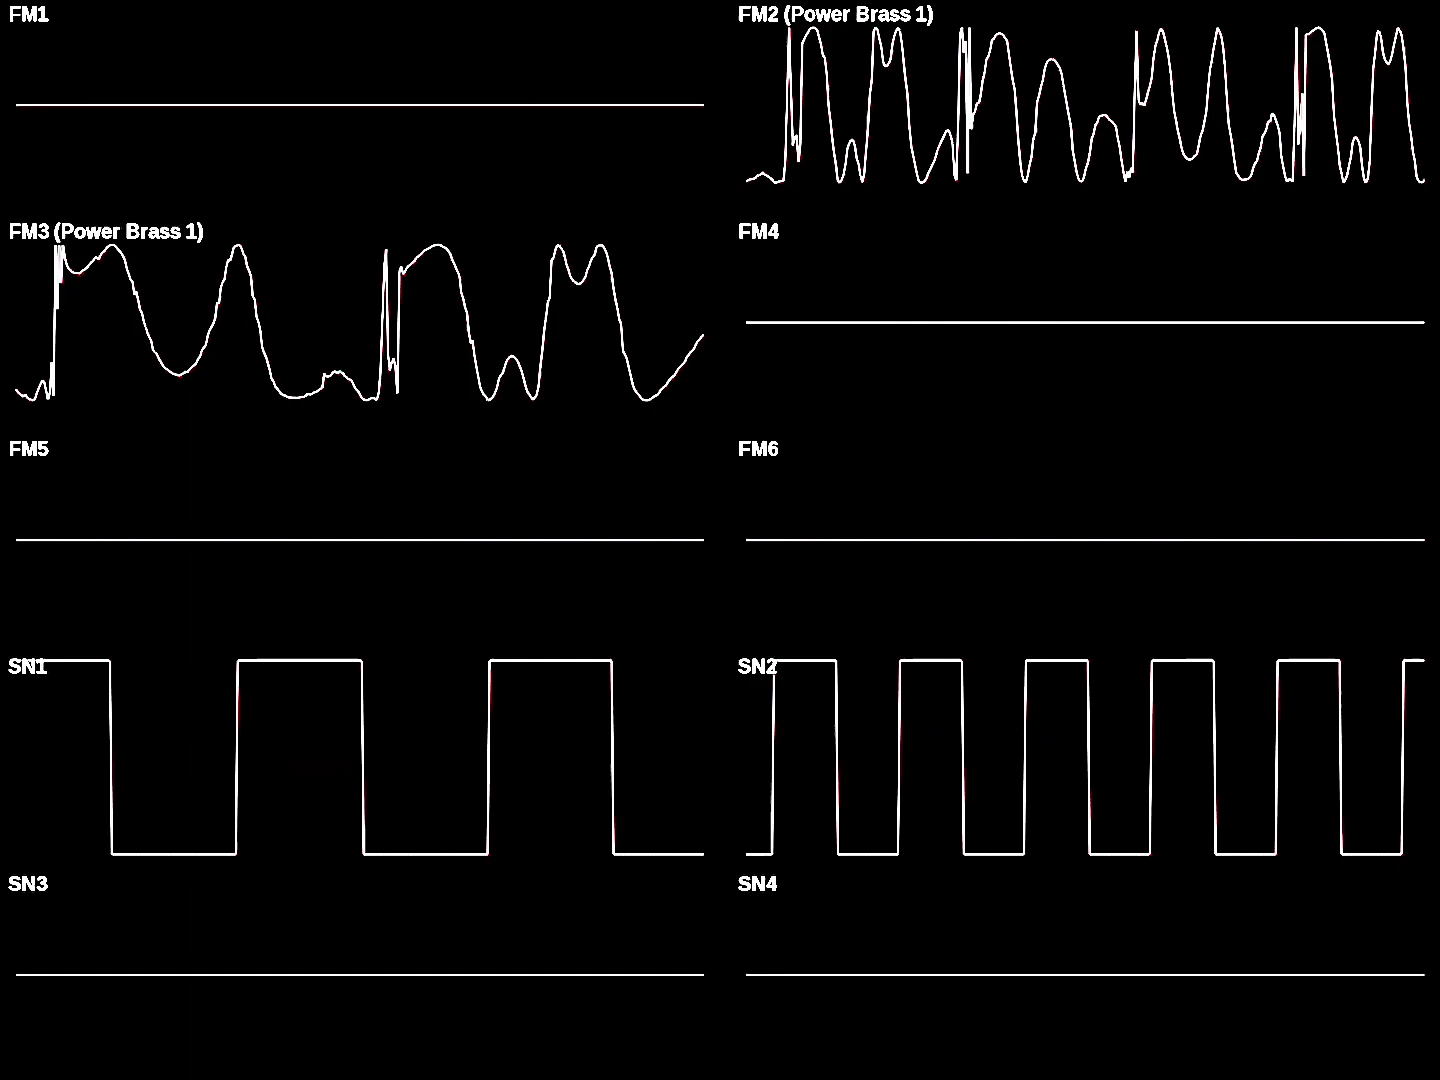 FM1
FM2 (Power Brass 1)
FM3 (Power Brass 1)
FM4
FM5
FM6
SN1
SN2
SN3
SN4